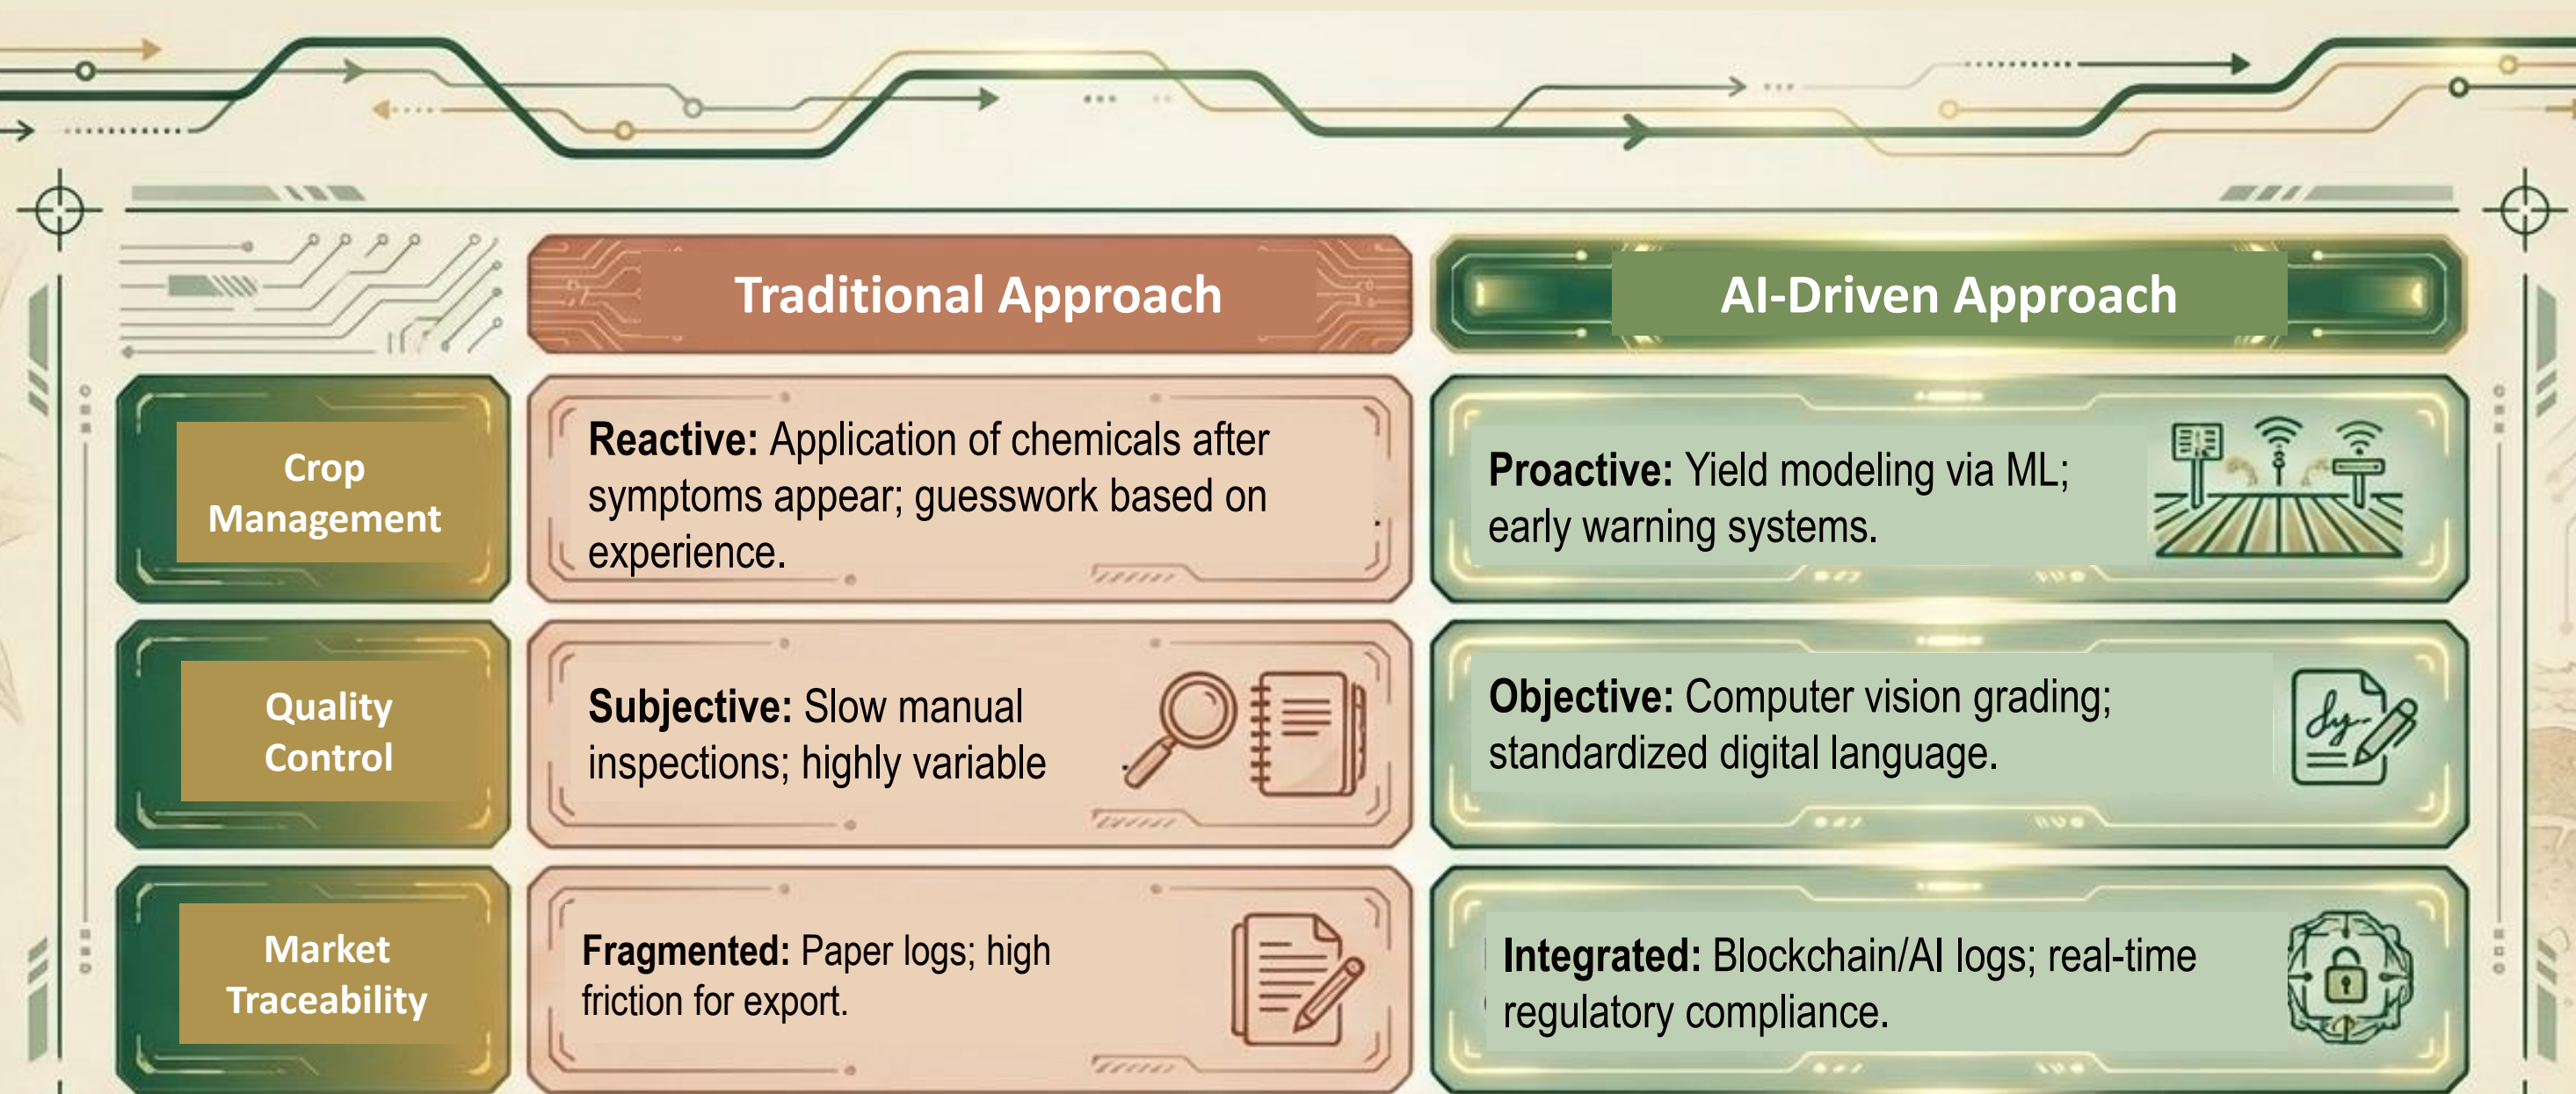 Traditional Approach
AI-Driven Approach
Crop
Management
Reactive: Application of chemicals after
symptoms appear; guesswork based on
experience.
Proactive: Yield modeling via ML;
early warning systems.
Quality
Control
Subjective: Slow manual
inspections; highly variable
Objective: Computer vision grading;
standardized digital language.
Market
Traceability
Fragmented: Paper logs; high
friction for export.
Integrated: Blockchain/AI logs; real-time
regulatory compliance.